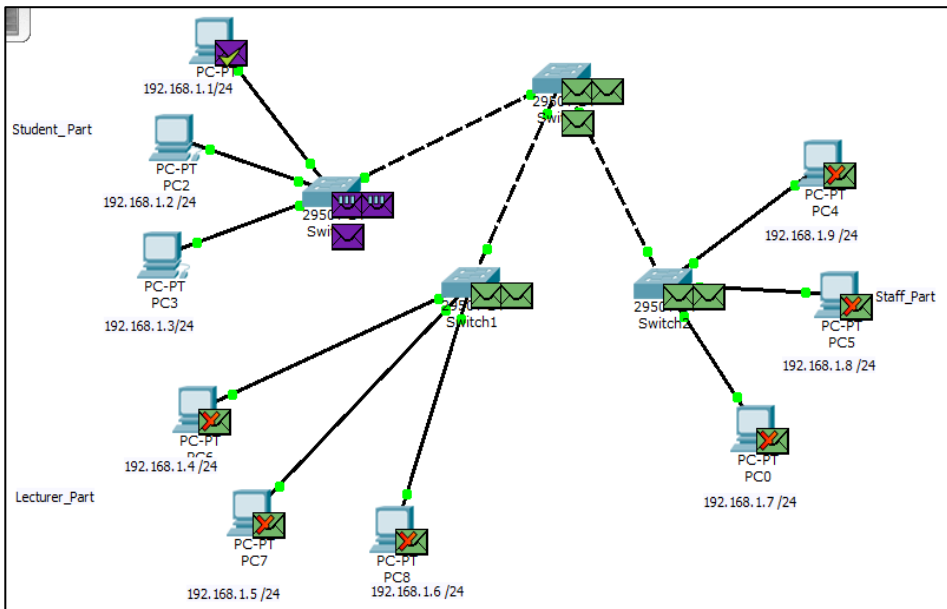 PC-PT
192.168.1.1/24
Student_Part
PC-PT
PC2
192.168.1.2 /24
PC-PT
PC3
192.168.1.3/24
Switch1
Switch2
PC-PT
PC4
192.168.1.9 /24
Staff_Part
PC-PT
PC5
192.168.1.8 /24
PC-PT
PC0
192.168.1.7 /24
PC-PT
192.168.1.4 /24
Lecturer_Part
PC-PT
PC7
192.168.1.5 /24
PC-PT
PC8
192.168.1.6 /24